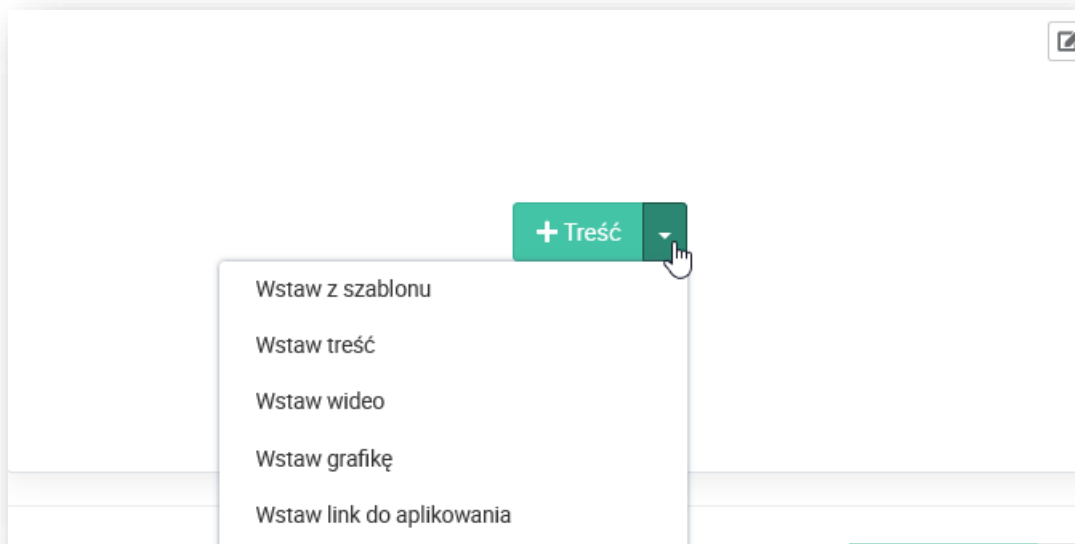 + Treść
Wstaw z szablonu
Wstaw treść
Wstaw wideo
Wstaw grafikę
Wstaw link do aplikowania